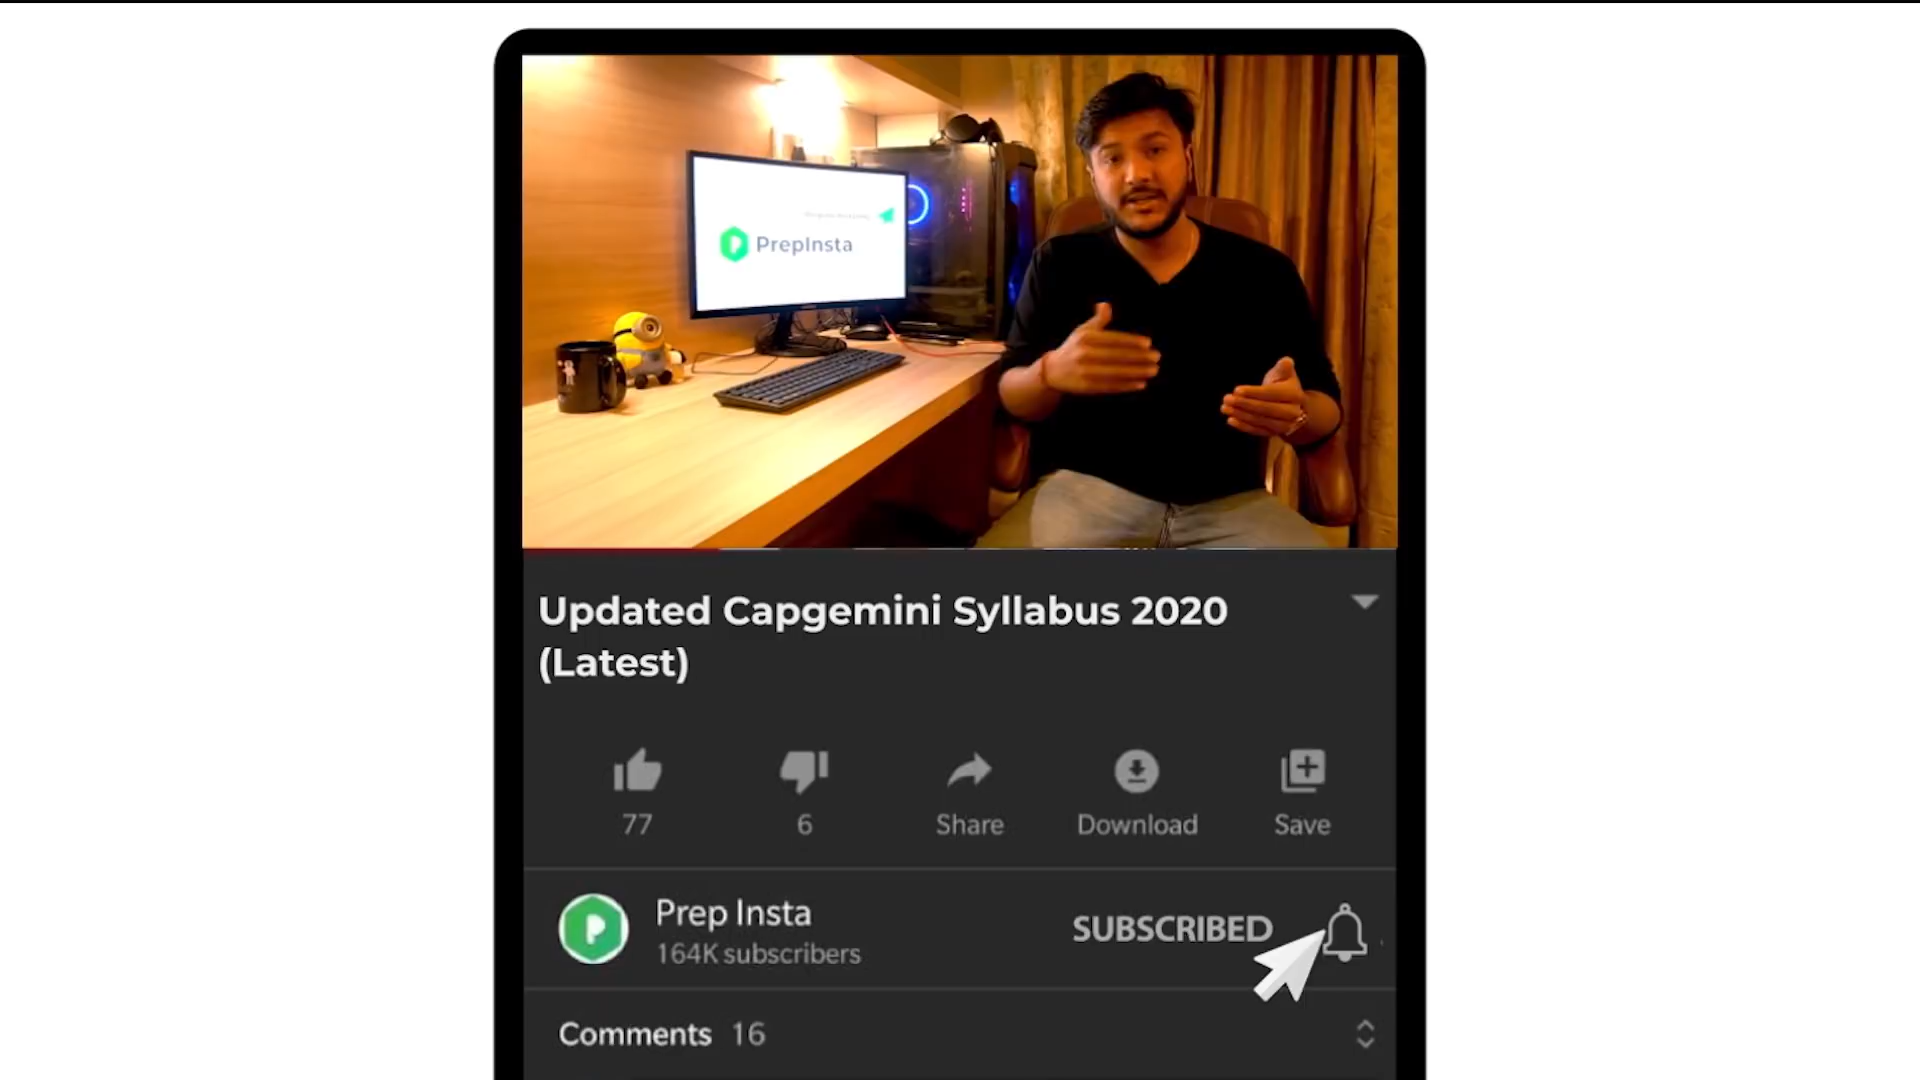 PrepInsta
Updated Capgemini Syllabus 2020
(Latest)
77
6
Share
Download
Save
Prep Insta
164K subscribers
SUBSCRIBED
Comments 16